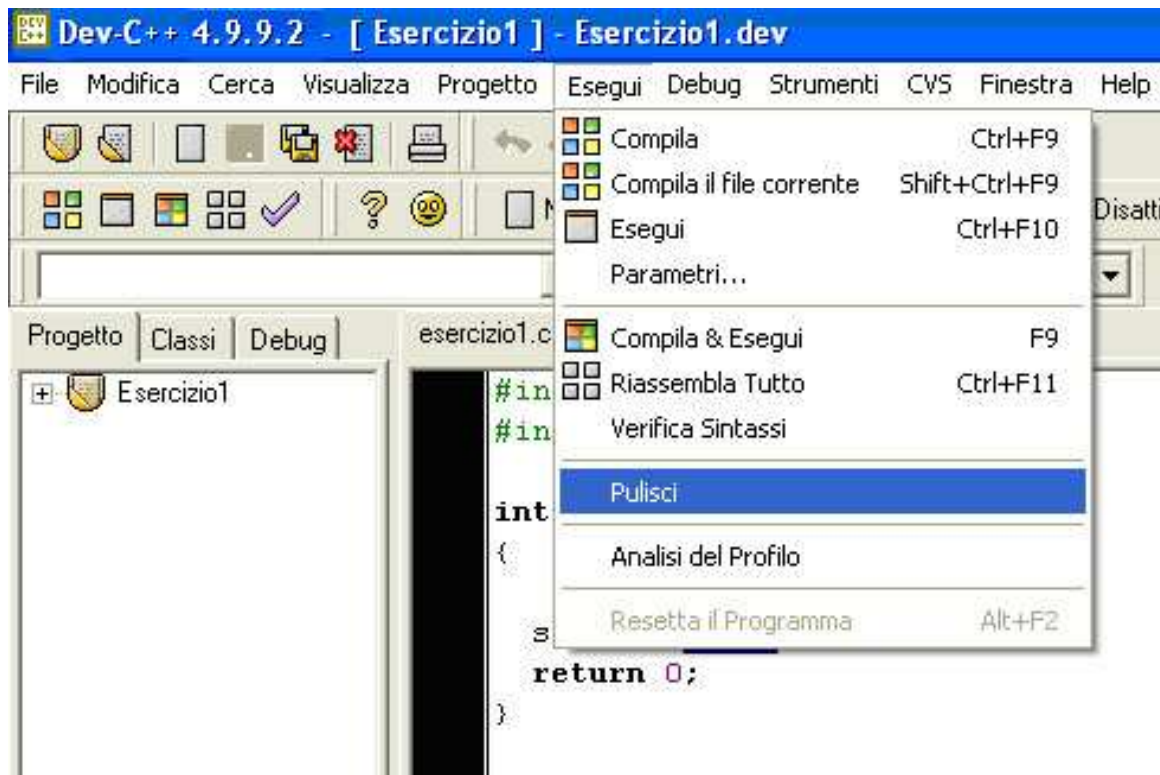 Dev-C++ 4.9.9.2 - [ Esercizio1 ] - Esercizio1.dev
File Modifica Cerca Visualizza Progetto Esegui Debug Strumenti CVS Finestra Help
Compila Ctrl+F9
Compila il file corrente Shift+Ctrl+F9
Esegui Ctrl+F10
Parametri...
Compila & Esegui F9
Riassembla Tutto Ctrl+F11
Verifica Sintassi
Pulisci
Analisi del Profilo
Resetta il Programma Alt+F2
Disatti
Progetto Classi Debug
esercizio1.c
Esercizio1
#in
#in
int
{
s
return 0;
}